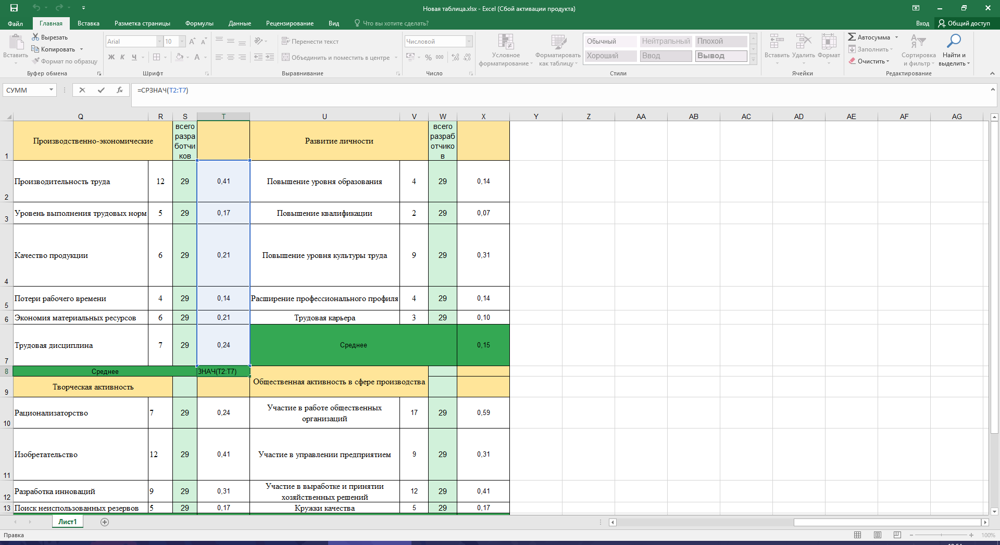 Новая таблица.xlsx - Excel (Сбой активации продукта)
Файл Главная Вставка Разметка страницы Формулы Данные Рецензирование Вид Что вы хотите сделать? Вход Общий доступ
Вставить
Вырезать
Копировать
Формат по образцу
Буфер обмена
Arial 10
Ж К Ч A
Шрифт
Перенести текст
Объединить и поместить в центре
Выравнивание
Числовой
% 000
Число
Условное форматирование
Форматировать как таблицу
Обычный Нейтральный Плохой
Хороший Ввод Вывод
Стили
Вставить Удалить Формат
Ячейки
Автосумма
Заполнить
Очистить
Сортировка и фильтр
Найти и выделить
Редактирование
СУММ fx =СРЗНАЧ(T2:T7)
Q R S T U V W X Y Z AA AB AC AD AE AF AG
1 Производственно-экономические всего разработчиков Развитие личности всего разработчиков
2 Производительность труда 12 29 0,41 Повышение уровня образования 4 29 0,14
3 Уровень выполнения трудовых норм 5 29 0,17 Повышение квалификации 2 29 0,07
4 Качество продукции 6 29 0,21 Повышение уровня культуры труда 9 29 0,31
5 Потери рабочего времени 4 29 0,14 Расширение профессионального профиля 4 29 0,14
6 Экономия материальных ресурсов 6 29 0,21 Трудовая карьера 3 29 0,10
7 Трудовая дисциплина 7 29 0,24 Среднее 0,15
8 Среднее ЗНАЧ(T2:T7)
9 Творческая активность Общественная активность в сфере производства
10 Рационализаторство 7 29 0,24 Участие в работе общественных организаций 17 29 0,59
11 Изобретательство 12 29 0,41 Участие в управлении предприятием 9 29 0,31
12 Разработка инноваций 9 29 0,31 Участие в выработке и принятии хозяйственных решений 12 29 0,41
13 Поиск неиспользованных резервов 5 29 0,17 Кружки качества 5 29 0,17
Лист1
Правка 100%